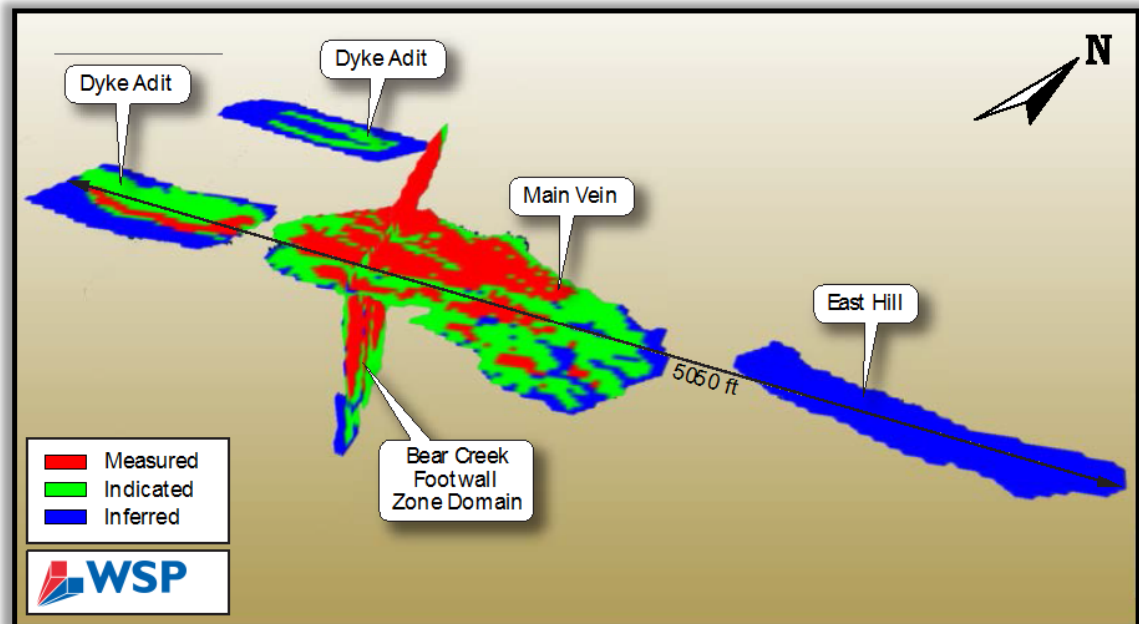 N
Dyke Adit
Dyke Adit
Main Vein
East Hill
5050 ft
Bear Creek
Footwall
Zone Domain
Measured
Indicated
Inferred
WSP